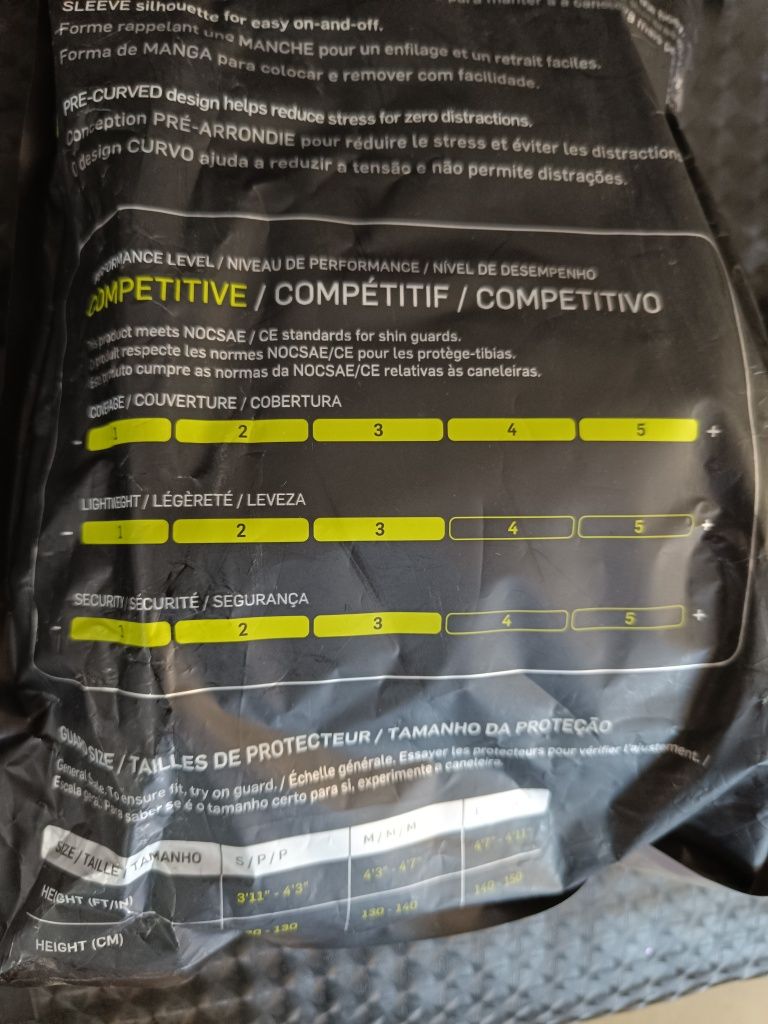 SLEEVE silhouette for easy on-and-off.
Forme rappelant une MANCHE pour un enfilage et un retrait faciles.
Forma de MANGA para colocar e remover com facilidade.
PRE-CURVED design helps reduce stress for zero distractions.
Conception PRÉ-ARRONDIE pour réduire le stress et éviter les distractions
O design CURVO ajuda a reduzir a tensão e não permite distrações.
PERFORMANCE LEVEL / NIVEAU DE PERFORMANCE / NÍVEL DE DESEMPENHO
COMPETITIVE / COMPÉTITIF / COMPETITIVO
This product meets NOCSAE / CE standards for shin guards.
Ce produit respecte les normes NOCSAE/CE pour les protège-tibias.
Este produto cumpre as normas da NOCSAE/CE relativas às caneleiras.
COVERAGE / COUVERTURE / COBERTURA
- 1 2 3 4 5 +
LIGHTWEIGHT / LÉGÈRETÉ / LEVEZA
- 1 2 3 4 5 +
SECURITY / SÉCURITÉ / SEGURANÇA
- 1 2 3 4 5 +
GUARD SIZE / TAILLES DE PROTECTEUR / TAMANHO DA PROTEÇÃO
General Scale. To ensure fit, try on guard. / Échelle générale. Essayer les protecteurs pour vérifier l'ajustement. /
Escala geral. Para saber se é o tamanho certo para si, experimente a caneleira.
SIZE / TAILLE / TAMANHO S / P / P M / M / M
HEIGHT (FT/IN) 3'11" - 4'3" 4'3" - 4'7" 4'7" - 4'11"
HEIGHT (CM) - 130 130 - 140 140 - 150